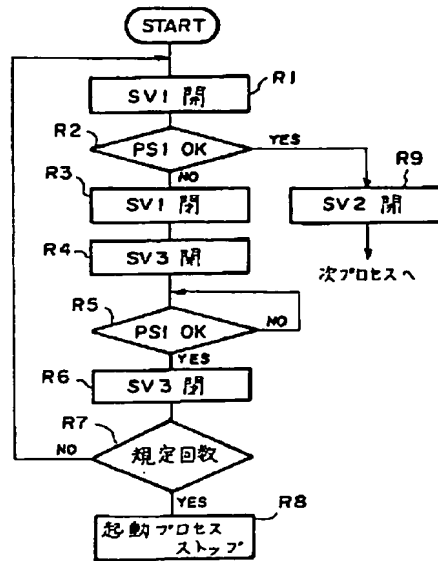 START
SV1 開
R1
R2
PS1 OK
YES
NO
R9
SV2 開
次プロセスへ
R3
SV1 閉
R4
SV3 開
R5
PS1 OK
NO
YES
R6
SV3 閉
R7
規定回数
NO
YES
R8
起動プロセス
ストップ